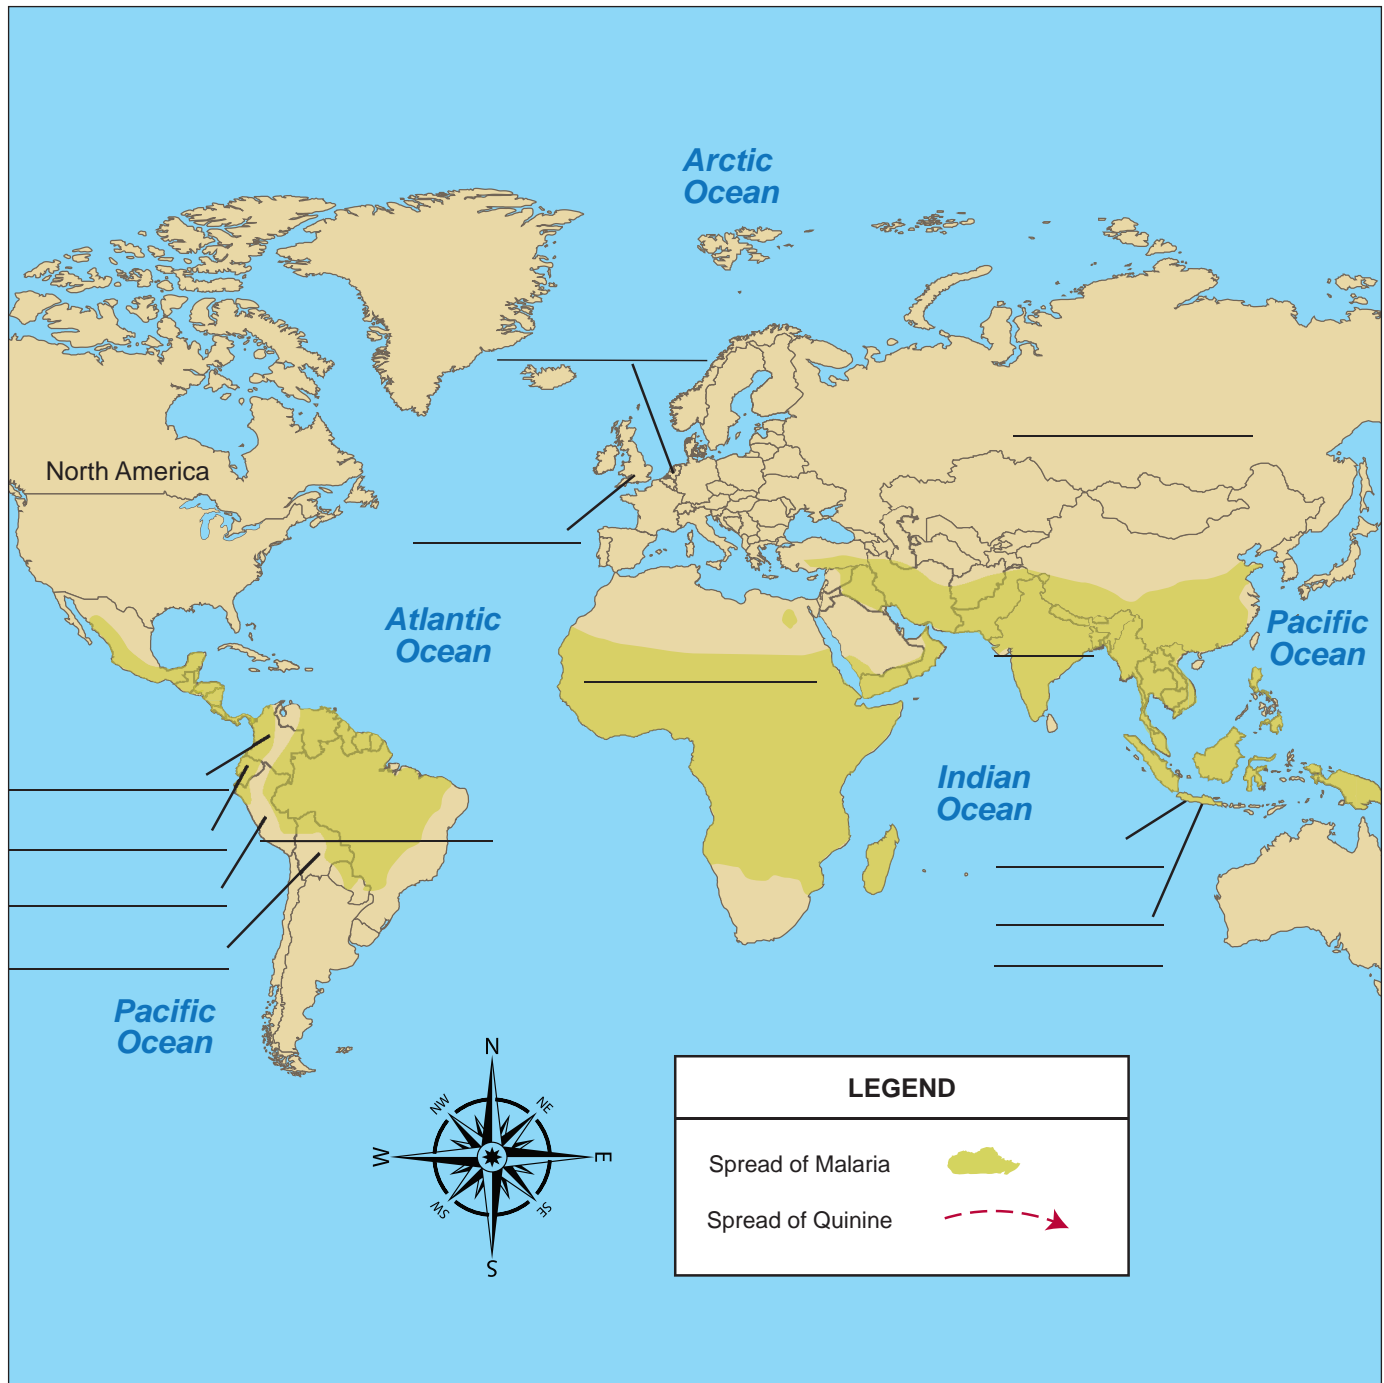 Arctic
Ocean
North America
Atlantic
Ocean
Pacific
Ocean
Indian
Ocean
Pacific
Ocean
N
NW
NE
W
E
SW
SE
S
LEGEND
Spread of Malaria
Spread of Quinine